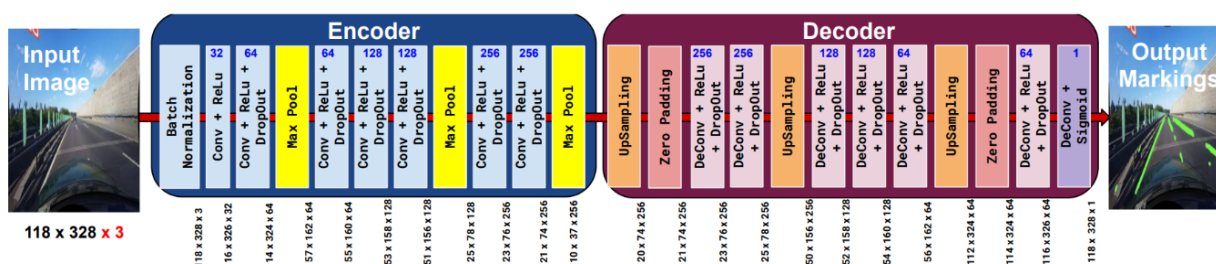 Input
Image
118 x 328 x 3
Encoder
Batch
Normalization
32
Conv + ReLu
64
Conv + ReLu +
DropOut
Max Pool
64
Conv + ReLu +
DropOut
128
Conv + ReLu +
DropOut
128
Conv + ReLu +
DropOut
Max Pool
256
Conv + ReLu +
DropOut
256
Conv + ReLu +
DropOut
Max Pool
Decoder
UpSampling
Zero Padding
256
DeConv + ReLu
+ DropOut
256
DeConv + ReLu
+ DropOut
UpSampling
128
DeConv + ReLu
+ DropOut
128
DeConv + ReLu
+ DropOut
64
DeConv + ReLu
+ DropOut
UpSampling
Zero Padding
64
DeConv + ReLu
+ DropOut
1
DeConv +
Sigmoid
Output
Markings
118 x 328 x 3
16 x 326 x 32
14 x 324 x 64
57 x 162 x 64
55 x 160 x 64
53 x 158 x 128
51 x 156 x 128
25 x 78 x 128
23 x 76 x 256
21 x 74 x 256
10 x 37 x 256
20 x 74 x 256
21 x 74 x 256
23 x 76 x 256
25 x 78 x 256
50 x 156 x 256
52 x 158 x 128
54 x 160 x 128
56 x 162 x 64
112 x 324 x 64
114 x 324 x 64
116 x 326 x 64
118 x 328 x 1